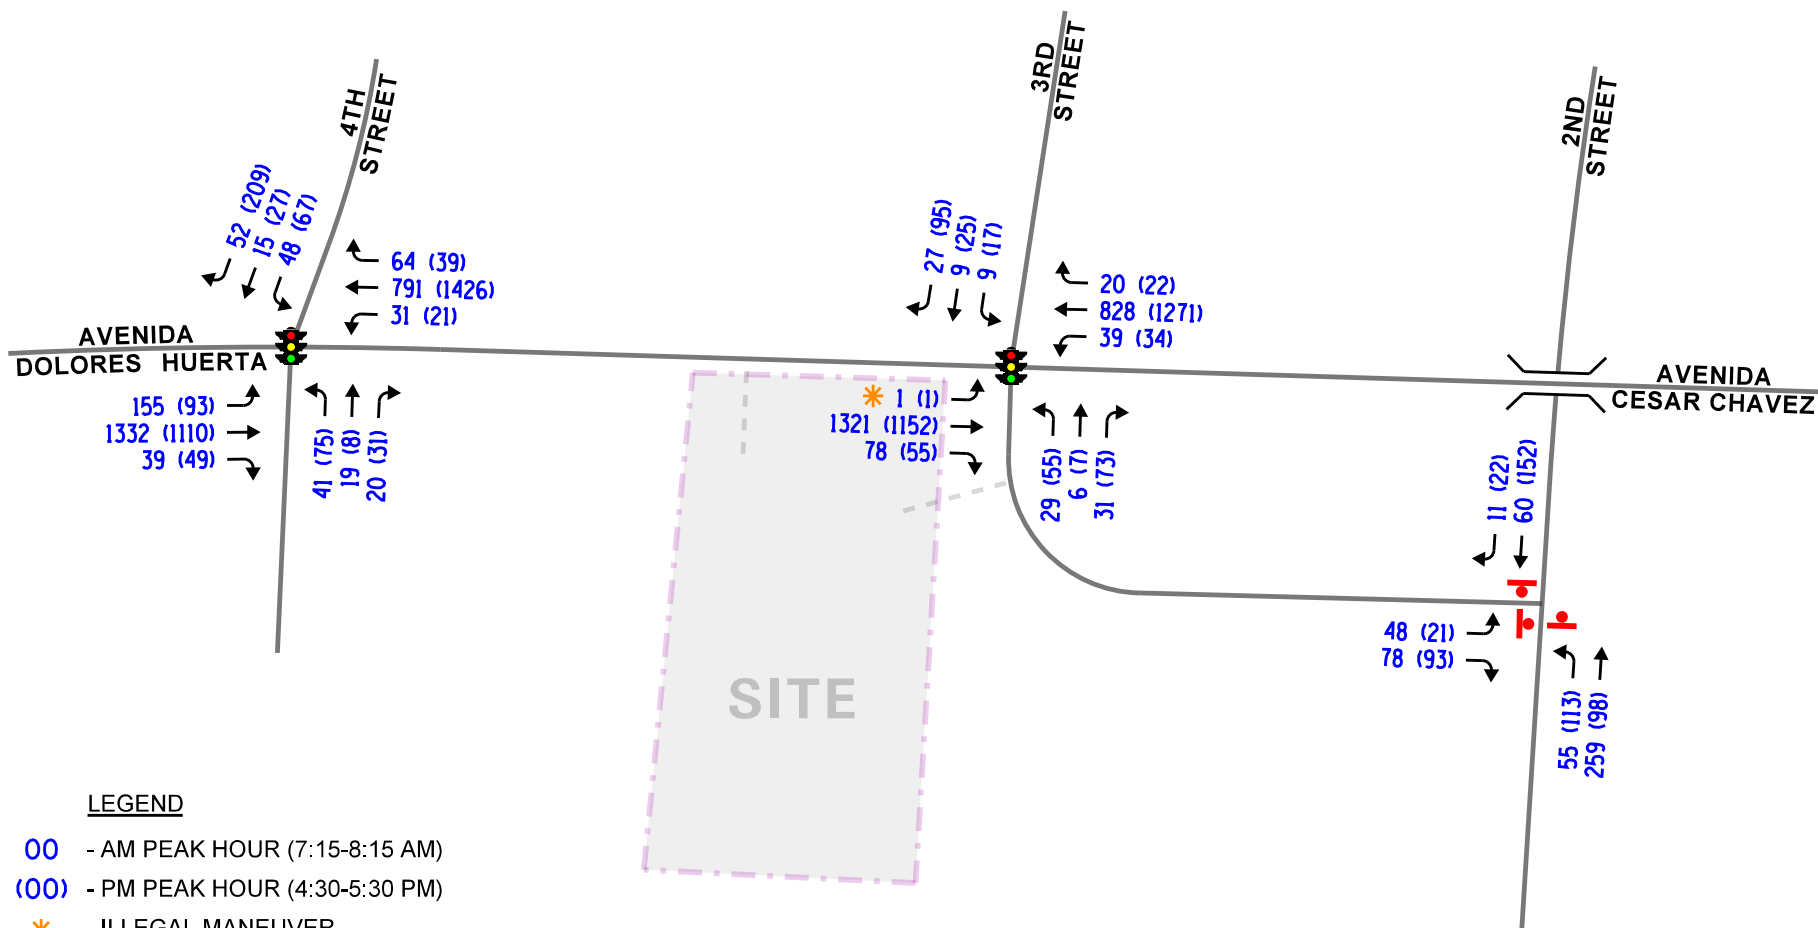 3RD
STREET
4TH
STREET
2ND
STREET
52 (209)
15 (27)
48 (67)
64 (39)
791 (1426)
31 (21)
27 (95)
9 (25)
9 (17)
20 (22)
828 (1271)
39 (34)
AVENIDA
DOLORES HUERTA
AVENIDA
CESAR CHAVEZ
155 (93)
1332 (1110)
39 (49)
41 (75)
19 (8)
20 (31)
1 (1)
1321 (1152)
78 (55)
29 (55)
6 (7)
31 (73)
11 (22)
60 (152)
48 (21)
78 (93)
55 (113)
259 (98)
SITE
LEGEND
00 - AM PEAK HOUR (7:15-8:15 AM)
(00) - PM PEAK HOUR (4:30-5:30 PM)
- ILLEGAL MANEUVER